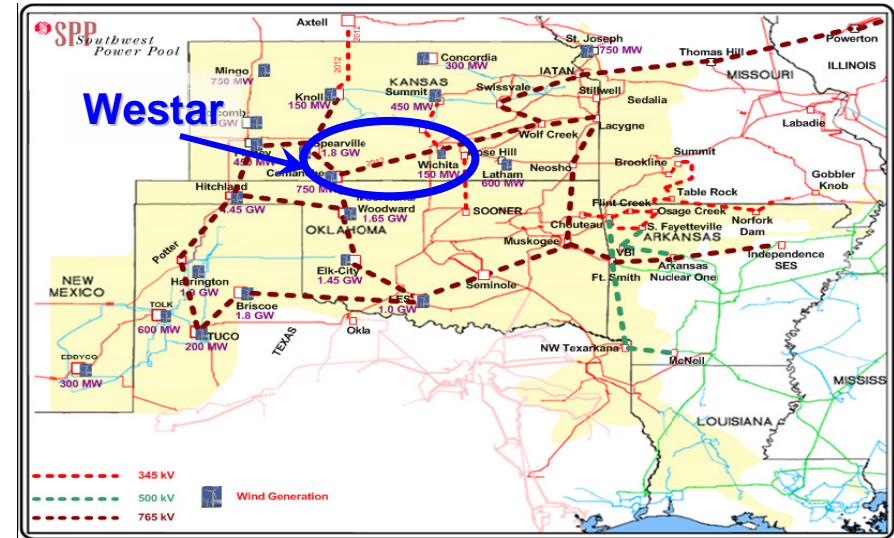 SPP Southwest
Power Pool
Axtell
2012
2012
St. Joseph
750 MW
Powerton
Thomas Hill
ILLINOIS
MISSOURI
Concordia
300 MW
IATAN
Mingo
750 MW
KANSAS
Knoll
150 MW
Summit
450 MW
Swissvale
Stillwell
Sedalia
Labadie
Westar
Lacygne
Wolf Creek
Spearville
1.8 GW
2012
Wichita
150 MW
Rose Hill
Latham
600 MW
Neosho
Brookline
Summit
450 MW
750 MW
Gobbler
Knob
Table Rock
Hitchland
Woodward
1.65 GW
SOONER
Flint Creek
Osage Creek
Norfork
Dam
Chouteau
S. Fayetteville
OKLAHOMA
ARKANSAS
Muskogee
VBI
Independence
SES
Potter
Elk-City
1.45 GW
Ft. Smith
Arkansas
Nuclear One
NEW
MEXICO
Harrington
Seminole
LES
1.0 GW
Briscoe
1.8 GW
TOLK
600 MW
TUCO
200 MW
TEXAS
Okla
NW Texarkana
McNeil
EDDYCO
300 MW
MISSISS
LOUISIANA
345 kV
500 kV
765 kV
Wind Generation